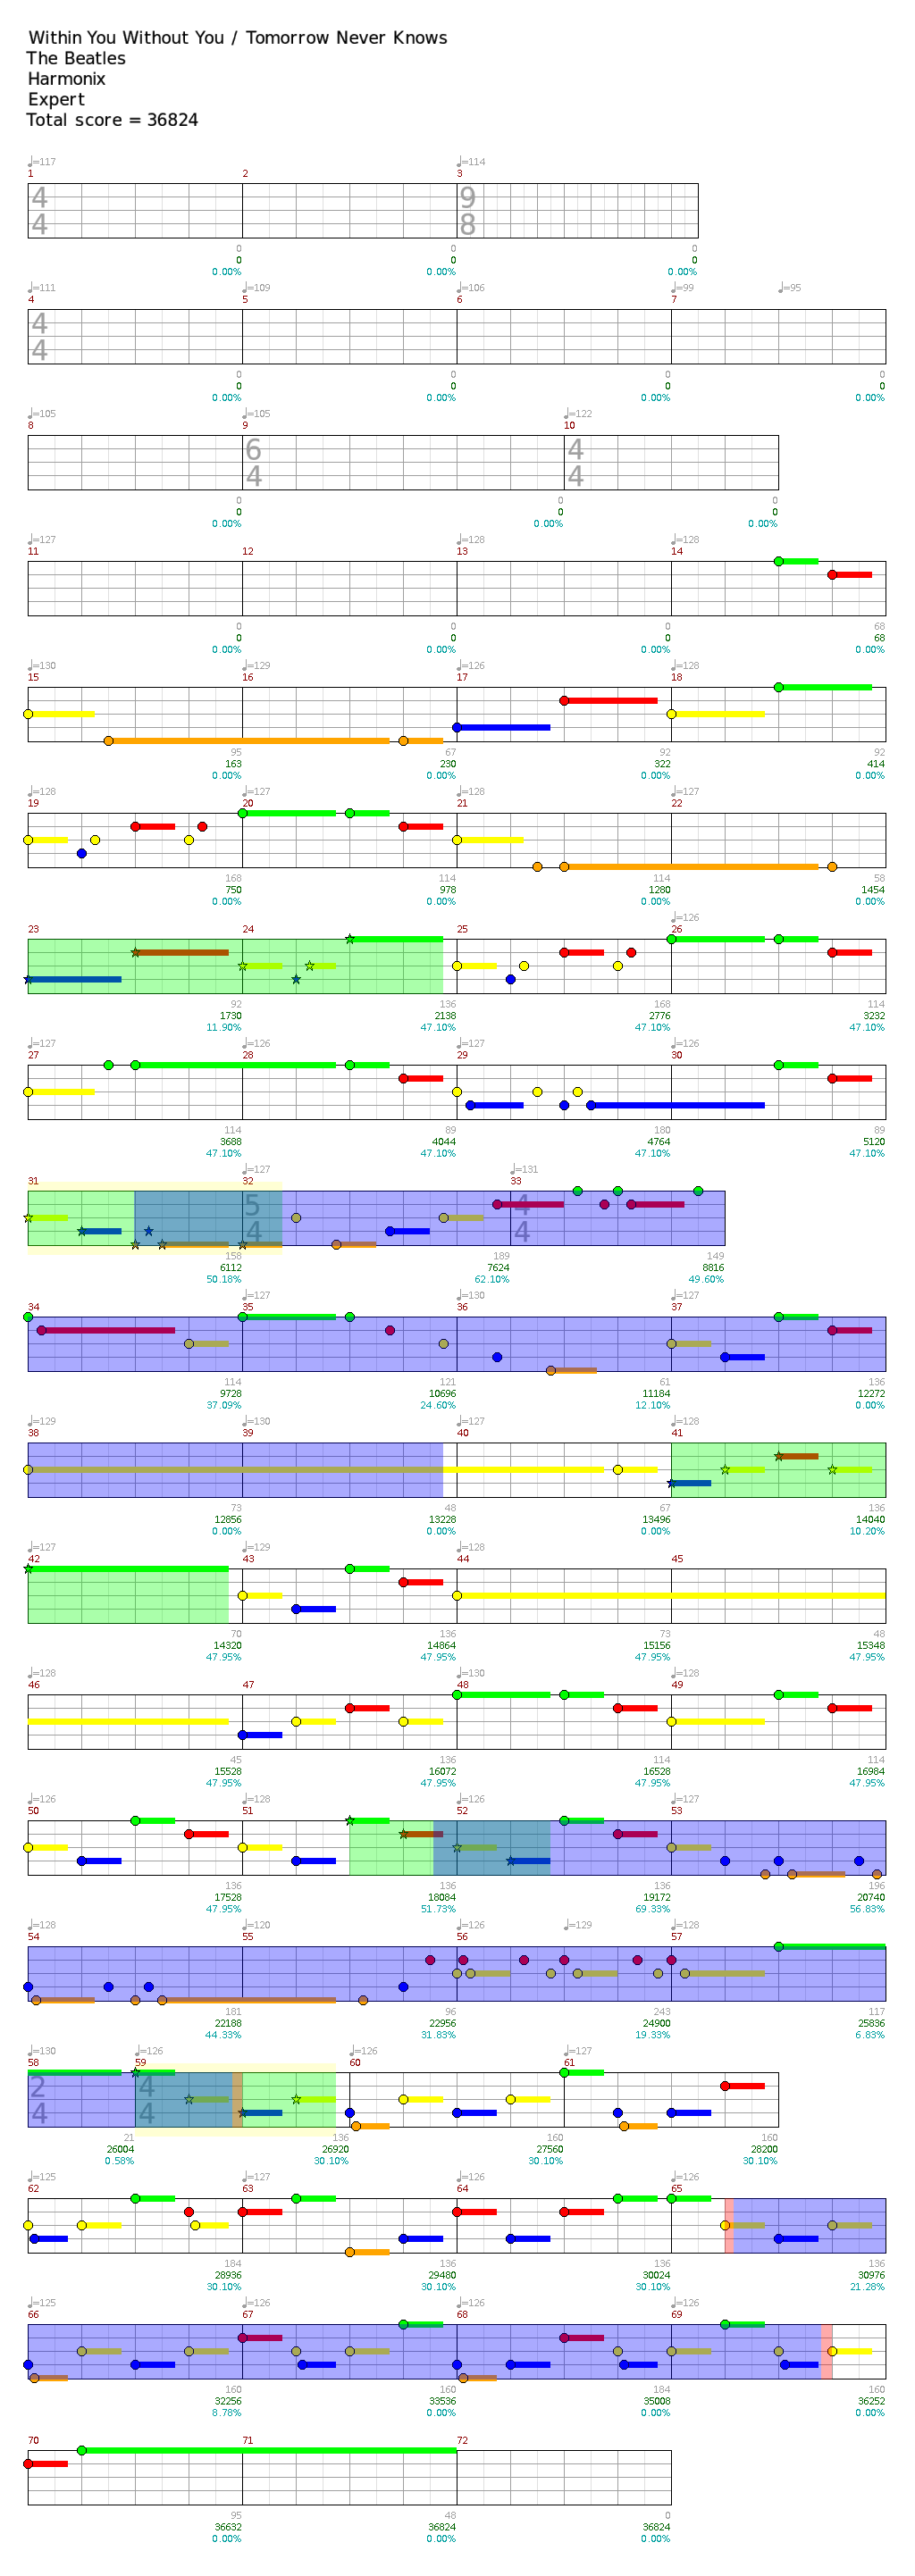 Within You Without You / Tomorrow Never Knows
The Beatles
Harmonix
Expert
Total score = 36824
♩=117 ♩=114
1 2 3
4 9
4 8
0 0 0
0 0 0
0.00% 0.00% 0.00%
♩=111 ♩=109 ♩=106 ♩=99 ♩=95
4 5 6 7
4
4
0 0 0 0
0 0 0 0
0.00% 0.00% 0.00% 0.00%
♩=105 ♩=105 ♩=122
8 9 10
6 4
4 4
0 0 0
0 0 0
0.00% 0.00% 0.00%
♩=127 ♩=128 ♩=128
11 12 13 14
0 0 0 68
0 0 0 68
0.00% 0.00% 0.00% 0.00%
♩=130 ♩=129 ♩=126 ♩=128
15 16 17 18
95 67 92 92
163 230 322 414
0.00% 0.00% 0.00% 0.00%
♩=128 ♩=127 ♩=128 ♩=127
19 20 21 22
168 114 114 58
750 978 1280 1454
0.00% 0.00% 0.00% 0.00%
♩=126
23 24 25 26
92 136 168 114
1730 2138 2776 3232
11.90% 47.10% 47.10% 47.10%
♩=127 ♩=126 ♩=127 ♩=126
27 28 29 30
114 89 180 89
3688 4044 4764 5120
47.10% 47.10% 47.10% 47.10%
♩=127 ♩=131
31 32 33
5 4
4 4
158 189 149
6112 7624 8816
50.18% 62.10% 49.60%
♩=127 ♩=130 ♩=127
34 35 36 37
114 121 61 136
9728 10696 11184 12272
37.09% 24.60% 12.10% 0.00%
♩=129 ♩=130 ♩=127 ♩=128
38 39 40 41
73 48 67 136
12856 13228 13496 14040
0.00% 0.00% 0.00% 10.20%
♩=127 ♩=129 ♩=128
42 43 44 45
70 136 73 48
14320 14864 15156 15348
47.95% 47.95% 47.95% 47.95%
♩=128 ♩=130 ♩=129
46 47 48 49
45 136 114 114
15528 16072 16528 16984
47.95% 47.95% 47.95% 47.95%
♩=126 ♩=128 ♩=126 ♩=127
50 51 52 53
136 136 136 196
17528 18084 19172 20740
47.95% 51.73% 69.33% 56.83%
♩=128 ♩=120 ♩=126 ♩=129 ♩=128
54 55 56 57
181 96 243 117
22188 22956 24900 25836
44.33% 31.83% 19.33% 6.83%
♩=130 ♩=126 ♩=126 ♩=127
58 59 60 61
2 4
4 4
21 136 160 160
26004 26920 27560 28200
0.58% 30.10% 30.10% 30.10%
♩=125 ♩=127 ♩=126 ♩=126
62 63 64 65
184 136 136 136
28936 29480 30024 30976
30.10% 30.10% 30.10% 21.28%
♩=125 ♩=126 ♩=126 ♩=126
66 67 68 69
160 160 184 160
32256 33536 35008 36252
8.78% 0.00% 0.00% 0.00%
70 71 72
95 48 0
36632 36824 36824
0.00% 0.00% 0.00%